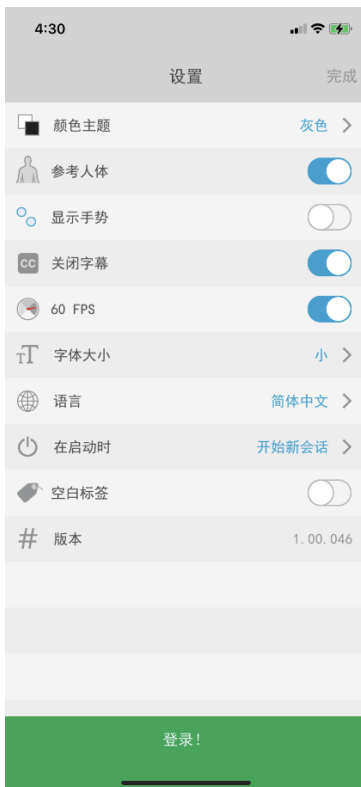 4:30
设置
完成
颜色主题 灰色
参考人体
显示手势
CC 关闭字幕
60 FPS
TT 字体大小 小
语言 简体中文
在启动时 开始新会话
空白标签
# 版本 1.00.046
登录!